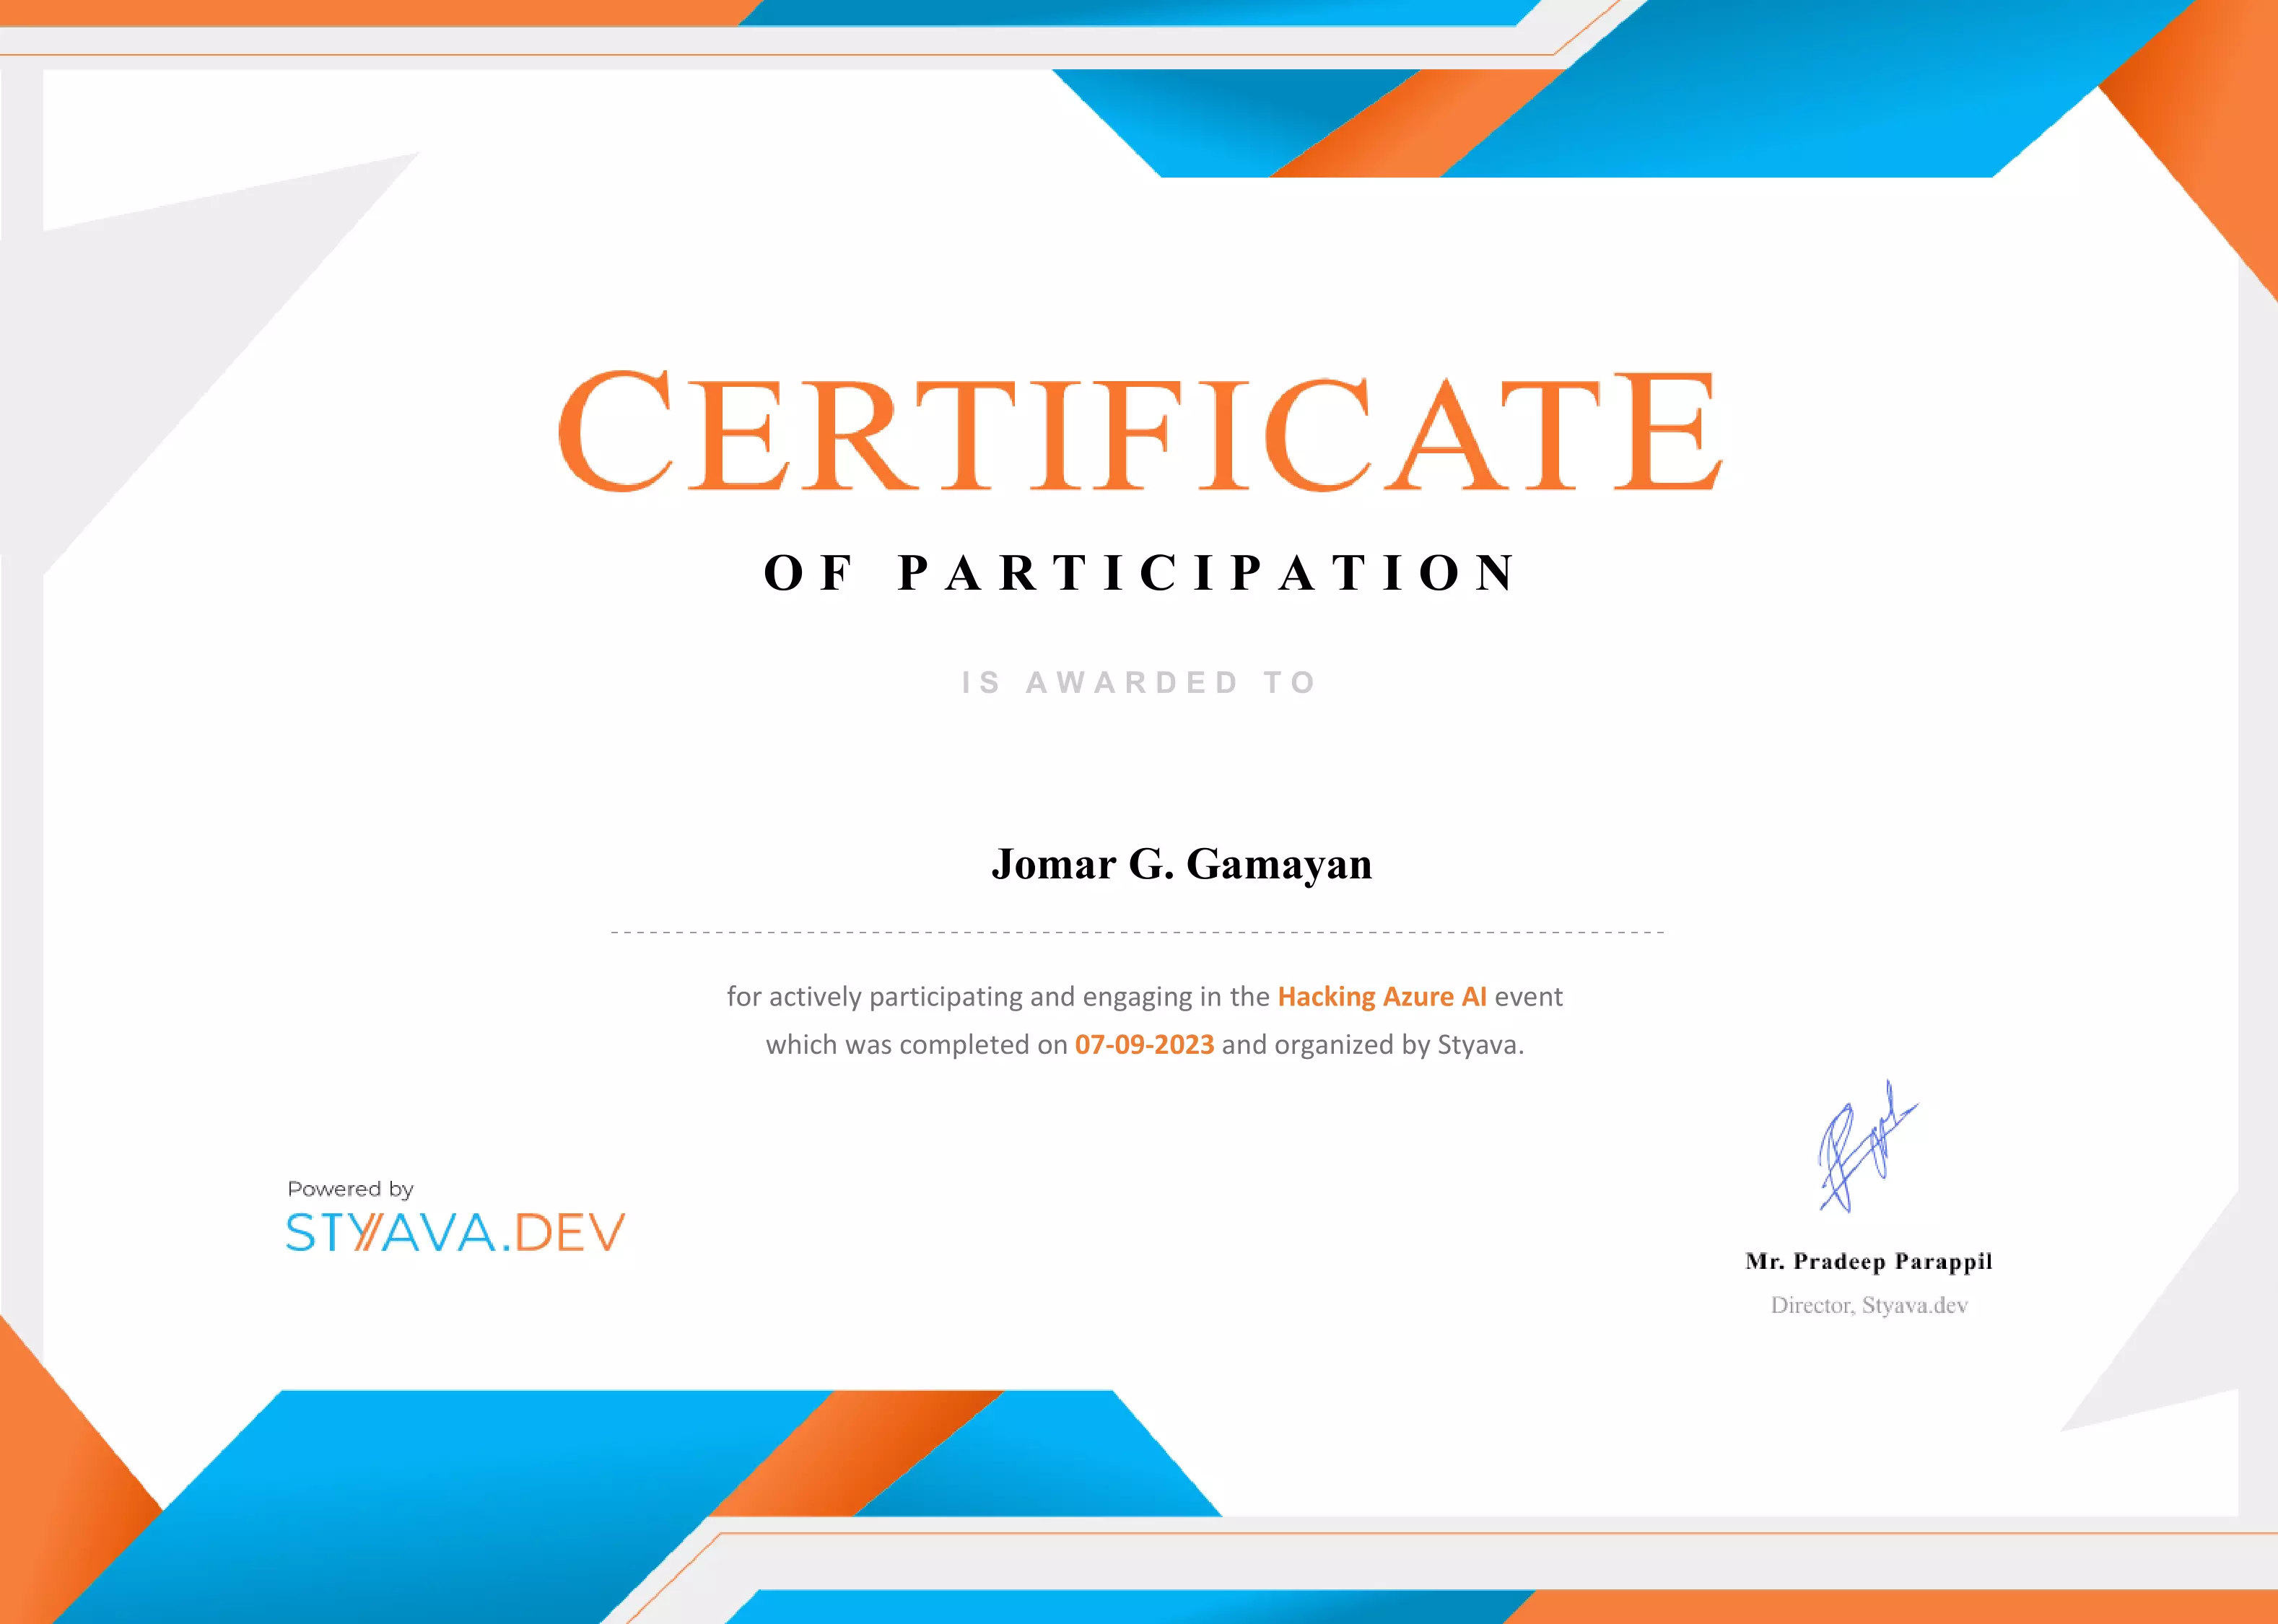 CERTIFICATE
OF PARTICIPATION
IS AWARDED TO
Jomar G. Gamayan
for actively participating and engaging in the Hacking Azure AI event
which was completed on 07-09-2023 and organized by Styava.
Powered by
STYAVA.DEV
Mr. Pradeep Parappil
Director, Styava.dev